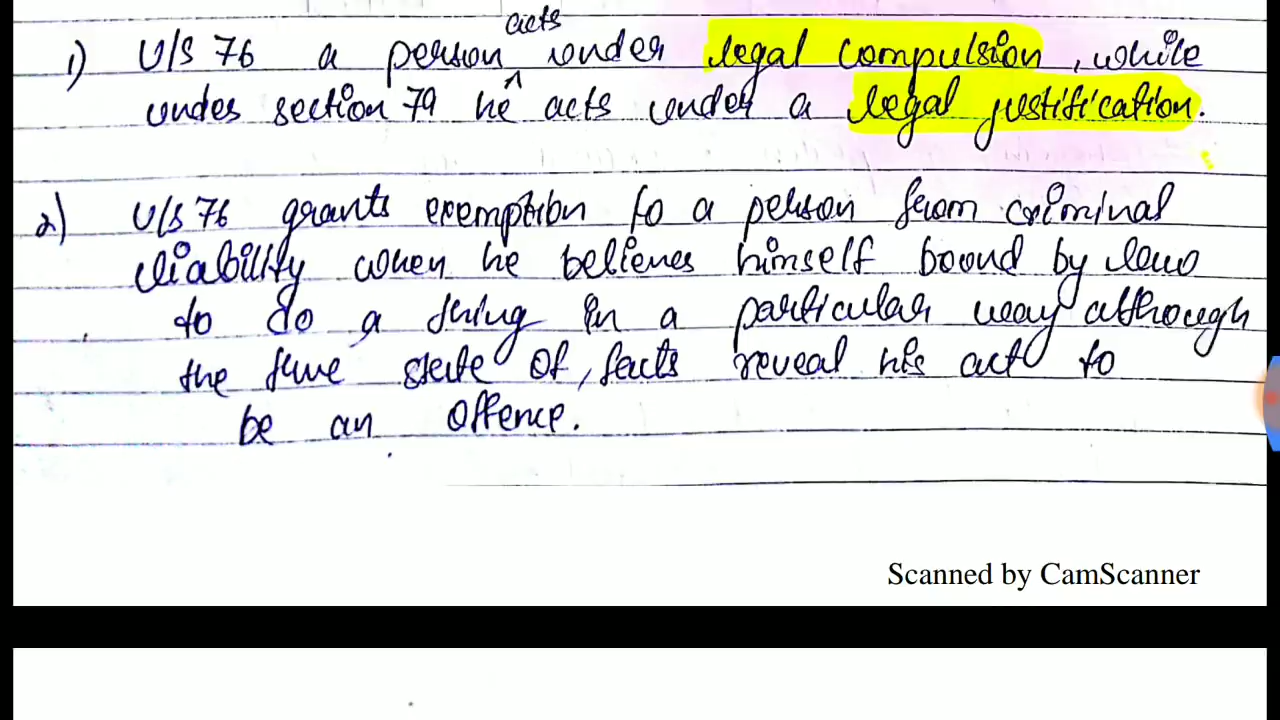 acts
1) U/S 76 a person ^ under legal compulsion, while
under section 79 he acts under a legal justification.
2) U/S 76 grants exemption to a person from criminal
liability when he believes himself bound by law
to do a thing in a particular way although
the true state of facts reveal his act to
be an offence.
Scanned by CamScanner